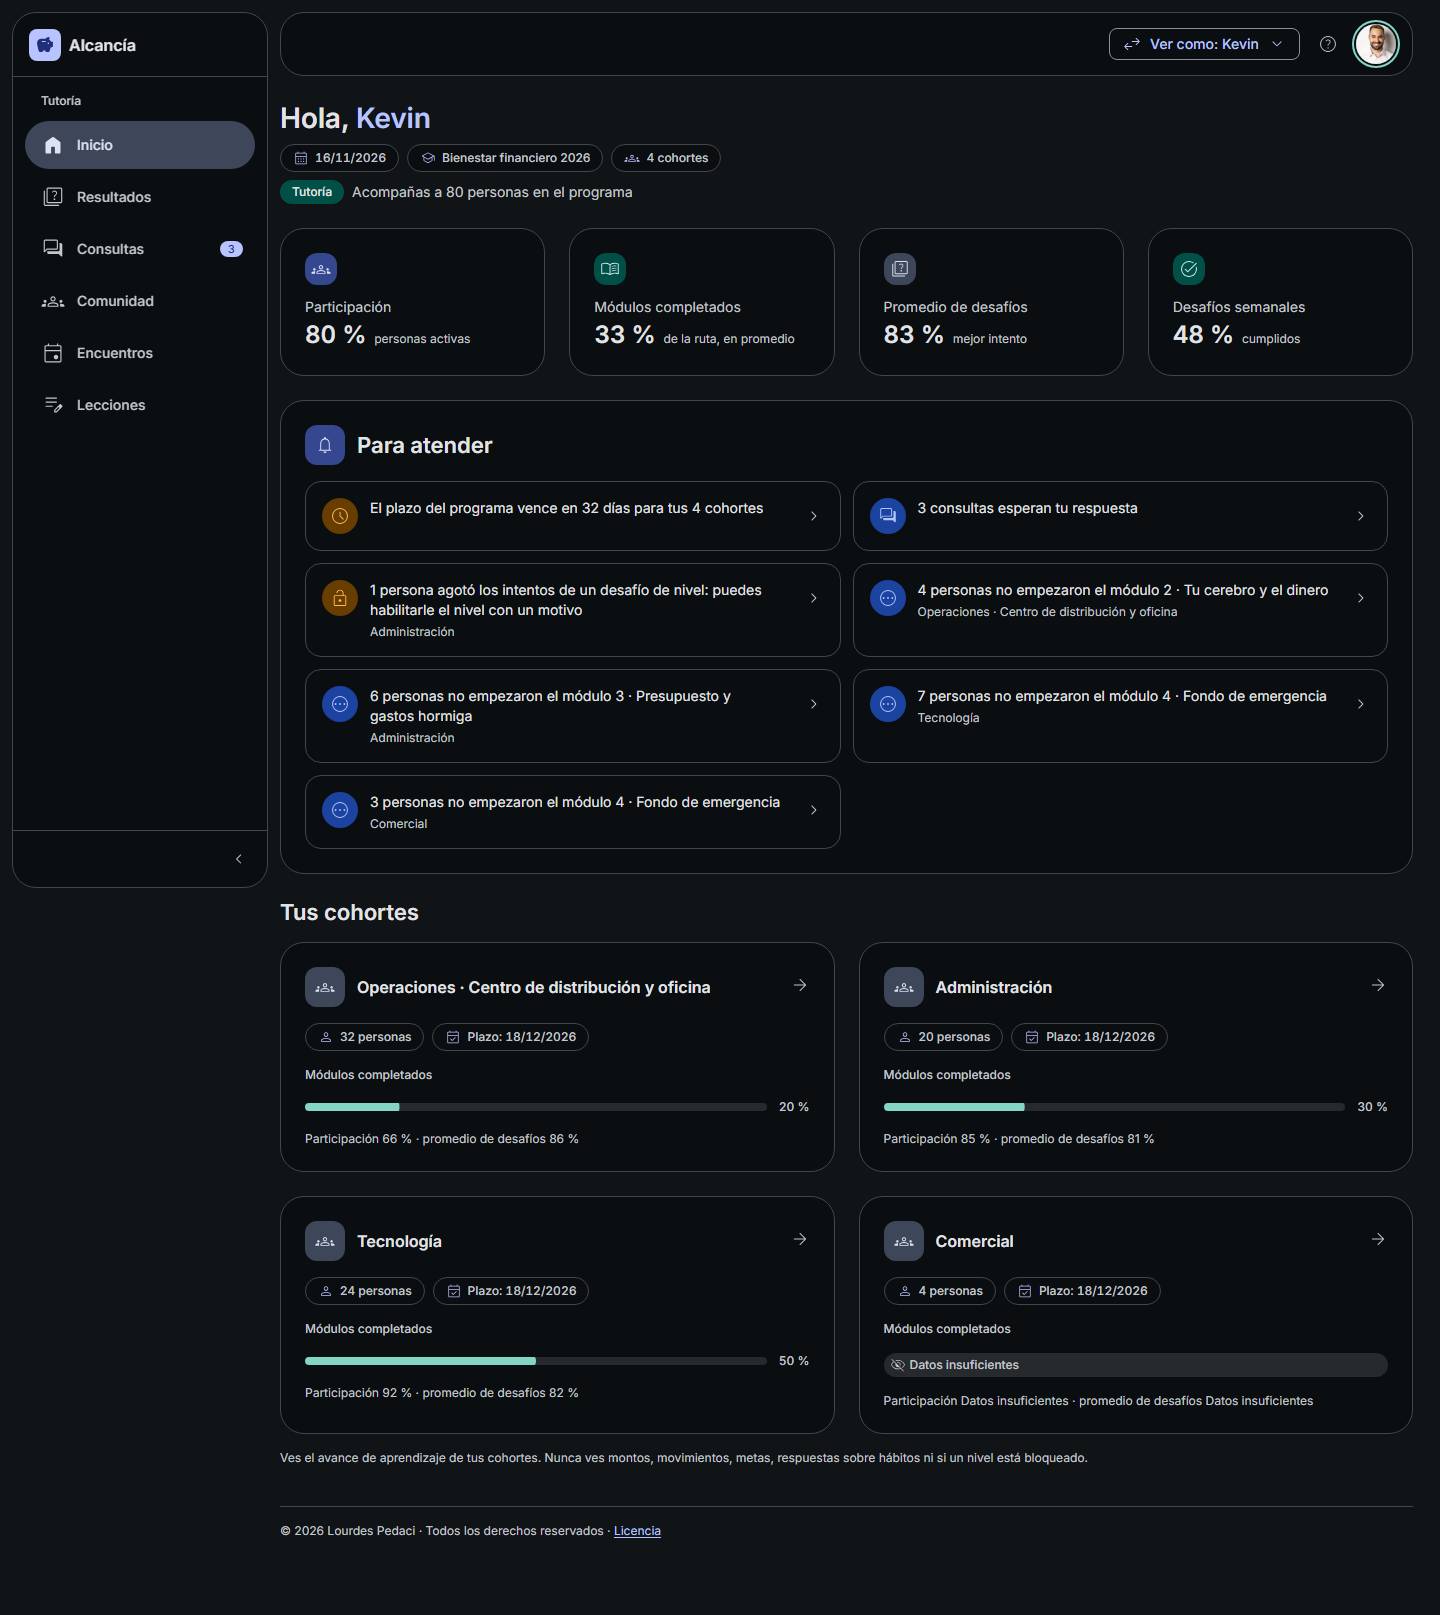 Alcancía
Tutoría
Inicio
Resultados
Consultas 3
Comunidad
Encuentros
Lecciones
Ver como: Kevin
Hola, Kevin
16/11/2026 Bienestar financiero 2026 4 cohortes
Tutoría Acompañas a 80 personas en el programa
Participación
80 % personas activas
Módulos completados
33 % de la ruta, en promedio
Promedio de desafíos
83 % mejor intento
Desafíos semanales
48 % cumplidos
Para atender
El plazo del programa vence en 32 días para tus 4 cohortes
3 consultas esperan tu respuesta
1 persona agotó los intentos de un desafío de nivel: puedes
habilitarle el nivel con un motivo
Administración
4 personas no empezaron el módulo 2 · Tu cerebro y el dinero
Operaciones · Centro de distribución y oficina
6 personas no empezaron el módulo 3 · Presupuesto y
gastos hormiga
Administración
7 personas no empezaron el módulo 4 · Fondo de emergencia
Tecnología
3 personas no empezaron el módulo 4 · Fondo de emergencia
Comercial
Tus cohortes
Operaciones · Centro de distribución y oficina
32 personas Plazo: 18/12/2026
Módulos completados
20 %
Participación 66 % · promedio de desafíos 86 %
Administración
20 personas Plazo: 18/12/2026
Módulos completados
30 %
Participación 85 % · promedio de desafíos 81 %
Tecnología
24 personas Plazo: 18/12/2026
Módulos completados
50 %
Participación 92 % · promedio de desafíos 82 %
Comercial
4 personas Plazo: 18/12/2026
Módulos completados
Datos insuficientes
Participación Datos insuficientes · promedio de desafíos Datos insuficientes
Ves el avance de aprendizaje de tus cohortes. Nunca ves montos, movimientos, metas, respuestas sobre hábitos ni si un nivel está bloqueado.
© 2026 Lourdes Pedaci · Todos los derechos reservados · Licencia